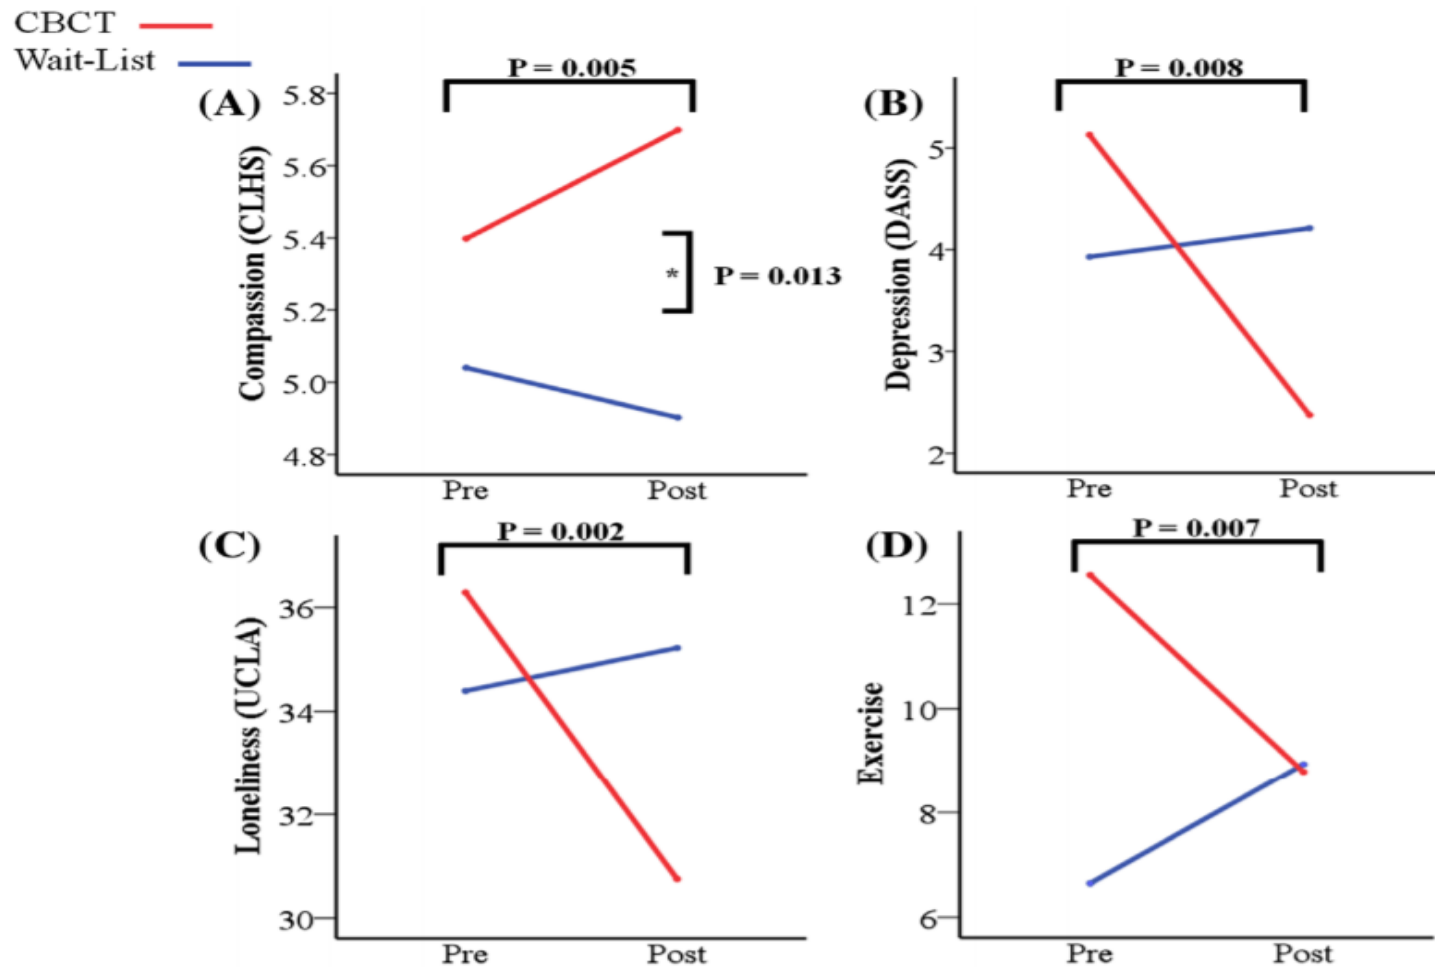 CBCT
Wait-List
(A)
P = 0.005
Compassion (CLHS)
5.8
5.6
5.4
5.2
5.0
4.8
*
P = 0.013
Pre Post
(B)
P = 0.008
Depression (DASS)
5
4
3
2
Pre Post
(C)
P = 0.002
Loneliness (UCLA)
36
34
32
30
Pre Post
(D)
P = 0.007
Exercise
12
10
8
6
Pre Post